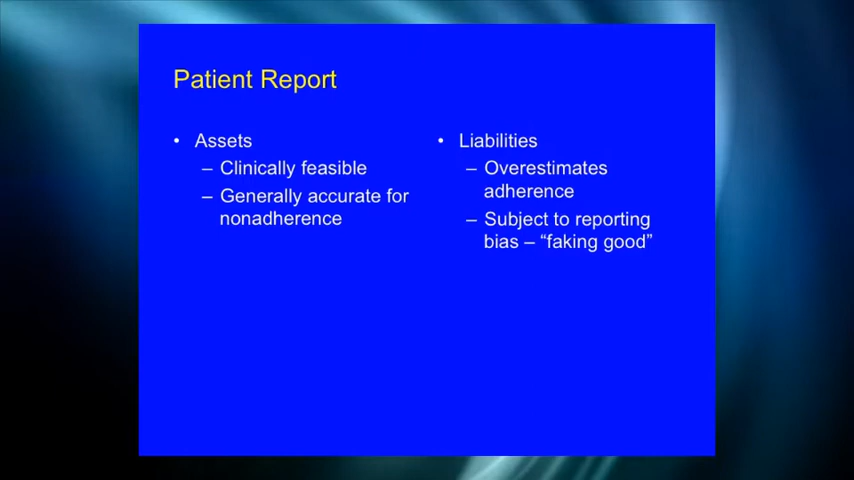 Patient Report
• Assets
– Clinically feasible
– Generally accurate for
nonadherence
• Liabilities
– Overestimates
adherence
– Subject to reporting
bias – “faking good”